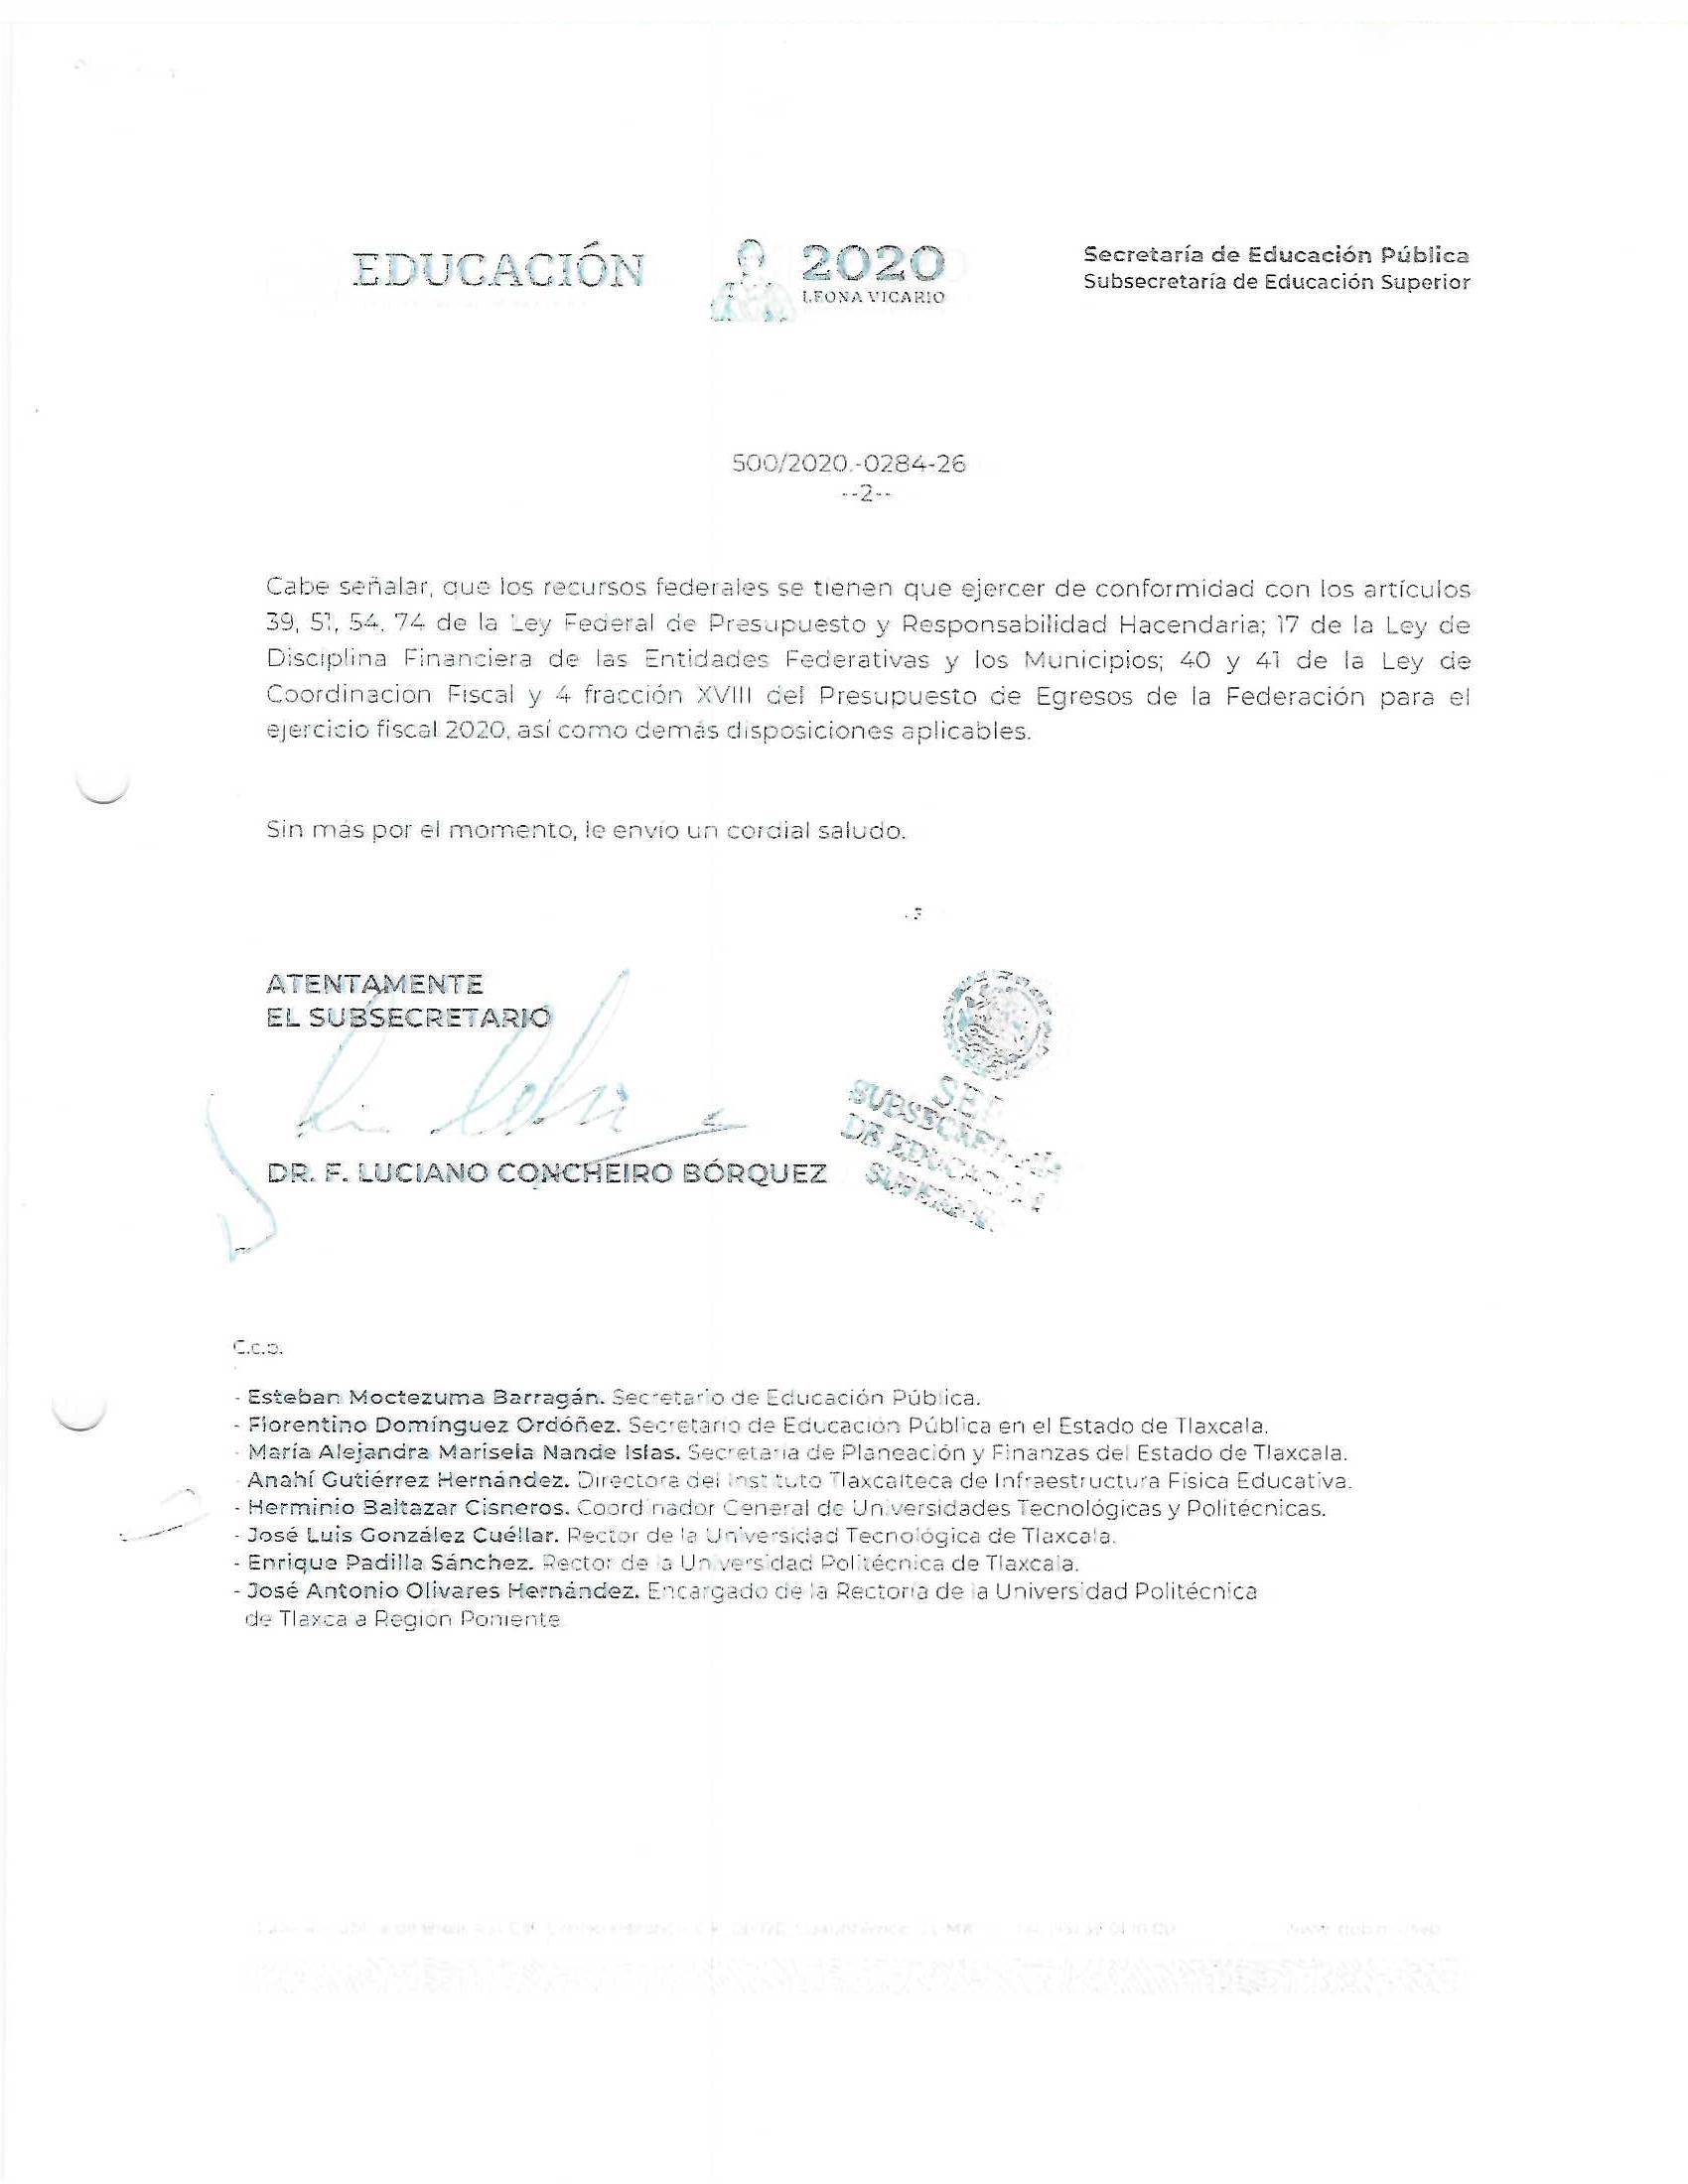 EDUCACIÓN
2020
LEONA VICARIO
Secretaría de Educación Pública
Subsecretaría de Educación Superior
500/2020.-0284-26
--2--
Cabe señalar, que los recursos federales se tienen que ejercer de conformidad con los artículos
39, 51, 54, 74 de la Ley Federal de Presupuesto y Responsabilidad Hacendaria; 17 de la Ley de
Disciplina Financiera de las Entidades Federativas y los Municipios; 40 y 41 de la Ley de
Coordinación Fiscal y 4 fracción XVIII del Presupuesto de Egresos de la Federación para el
ejercicio fiscal 2020, así como demás disposiciones aplicables.
Sin más por el momento, le envío un cordial saludo.
ATENTAMENTE
EL SUBSECRETARIO
DR. F. LUCIANO CONCHEIRO BÓRQUEZ
SEP
SUBSECRETARIA
DE EDUCACION
SUPERIOR
C.c.p.
- Esteban Moctezuma Barragán. Secretario de Educación Pública.
- Florentino Domínguez Ordóñez. Secretario de Educación Pública en el Estado de Tlaxcala.
- María Alejandra Marisela Nande Islas. Secretaria de Planeación y Finanzas del Estado de Tlaxcala.
- Anahí Gutiérrez Hernández. Directora del Instituto Tlaxcalteca de Infraestructura Física Educativa.
- Herminio Baltazar Cisneros. Coordinador General de Universidades Tecnológicas y Politécnicas.
- José Luis González Cuéllar. Rector de la Universidad Tecnológica de Tlaxcala.
- Enrique Padilla Sánchez. Rector de la Universidad Politécnica de Tlaxcala.
- José Antonio Olivares Hernández. Encargado de la Rectoría de la Universidad Politécnica
de Tlaxcala Región Poniente